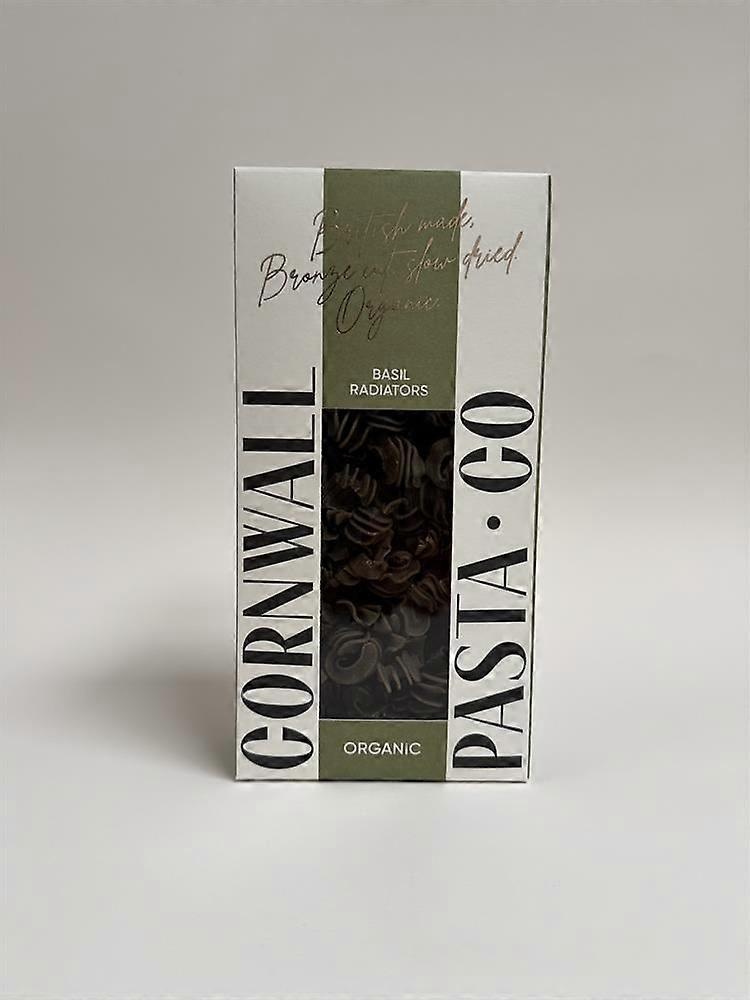 British made,
Bronze cut, slow dried.
Organic.
BASIL
RADIATORS
CORNWALL
PASTA • CO
ORGANIC